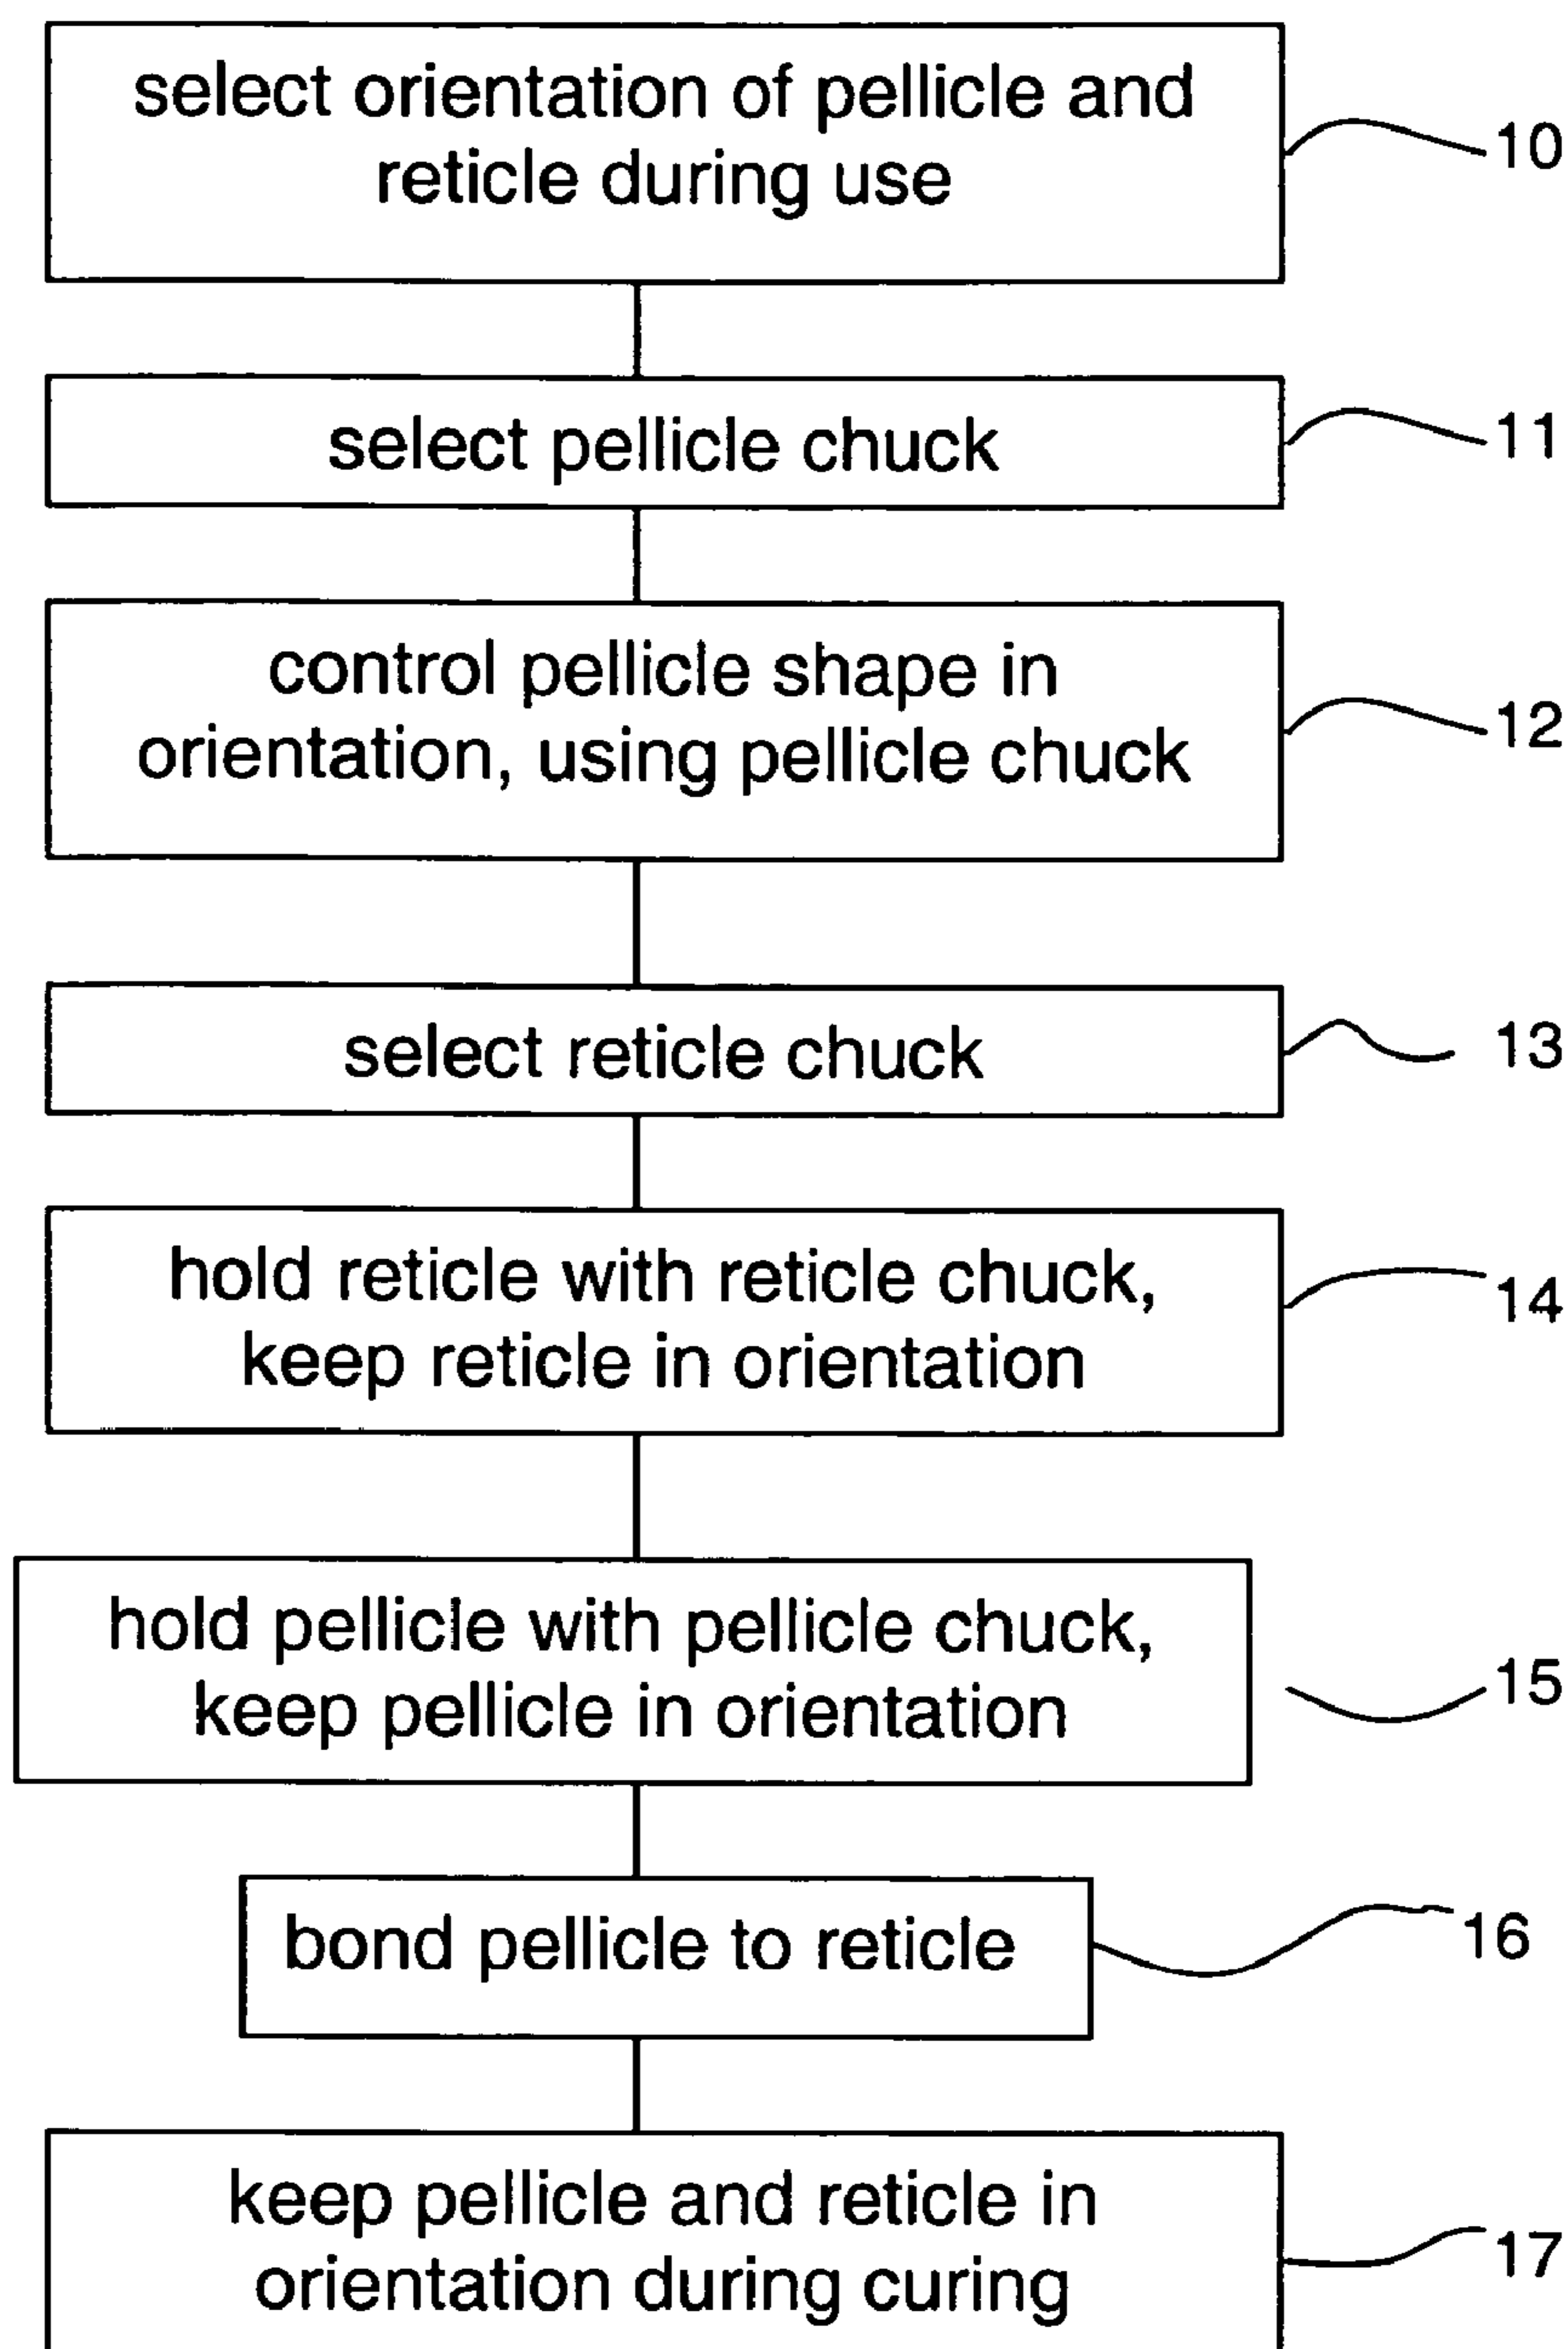 select orientation of pellicle and
reticle during use
10
select pellicle chuck
11
control pellicle shape in
orientation, using pellicle chuck
12
select reticle chuck
13
hold reticle with reticle chuck,
keep reticle in orientation
14
hold pellicle with pellicle chuck,
keep pellicle in orientation
15
bond pellicle to reticle
16
keep pellicle and reticle in
orientation during curing
17